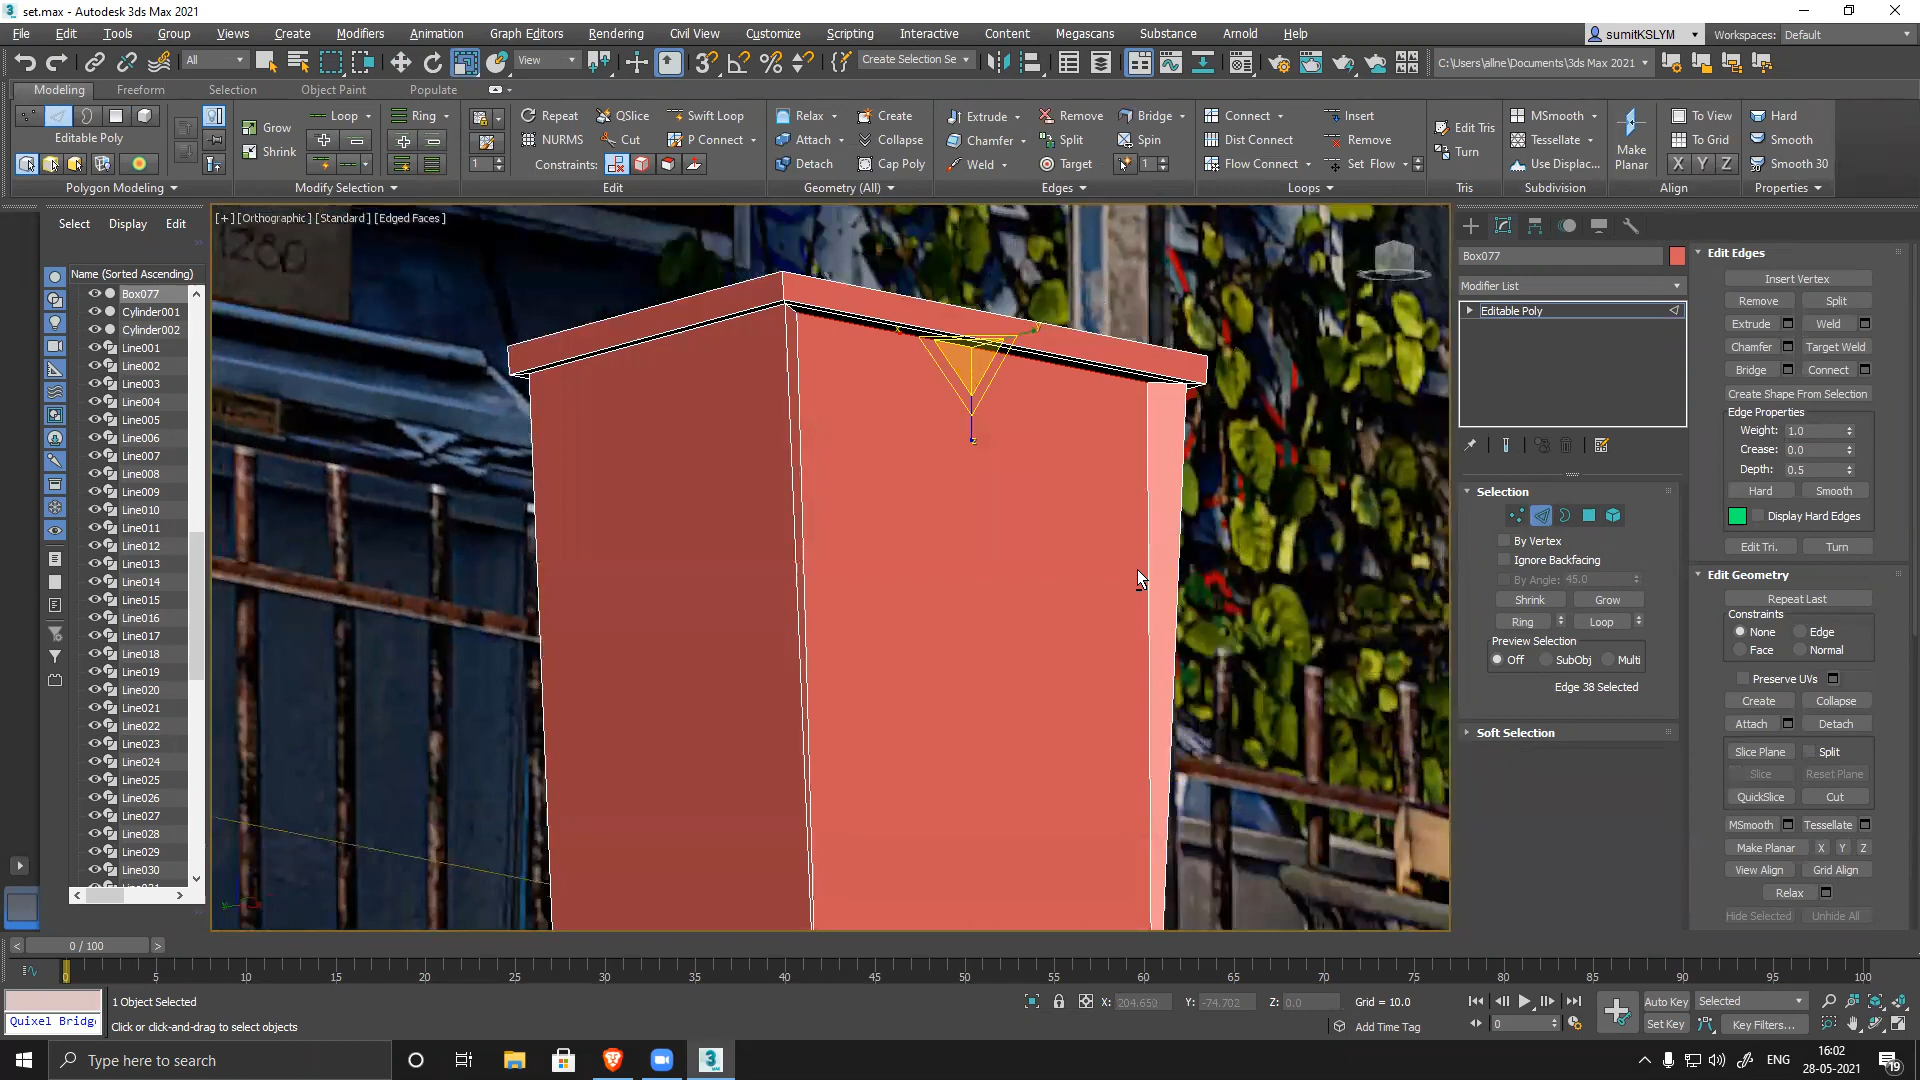 set.max - Autodesk 3ds Max 2021
File Edit Tools Group Views Create Modifiers Animation Graph Editors Rendering Civil View Customize Scripting Interactive Content Megascans Substance Arnold Help
sumitKSLYM Workspaces: Default
All View Create Selection Se C:\Users\allne\Documents\3ds Max 2021
Modeling Freeform Selection Object Paint Populate
Loop Ring Repeat QSlice Swift Loop Relax Create Extrude Remove Bridge Connect Insert MSmooth To View Hard
Editable Poly Grow NURMS Cut P Connect Attach Collapse Chamfer Split Spin Dist Connect Remove Edit Tris Tessellate To Grid Smooth
Shrink 1 Constraints: Detach Cap Poly Weld Target 1 Flow Connect Set Flow Turn Use Displac... Make Planar X Y Z Smooth 30
Polygon Modeling Modify Selection Edit Geometry (All) Edges Loops Tris Subdivision Align Properties
Select Display Edit
Name (Sorted Ascending)
Box077
Cylinder001
Cylinder002
Line001
Line002
Line003
Line004
Line005
Line006
Line007
Line008
Line009
Line010
Line011
Line012
Line013
Line014
Line015
Line016
Line017
Line018
Line019
Line020
Line021
Line022
Line023
Line024
Line025
Line026
Line027
Line028
Line029
Line030
[+] [Orthographic] [Standard] [Edged Faces]
1280
y
z
Box077
Modifier List
Editable Poly
Selection
By Vertex
Ignore Backfacing
By Angle: 45.0
Shrink Grow
Ring Loop
Preview Selection
Off SubObj Multi
Edge 38 Selected
Soft Selection
Edit Edges
Insert Vertex
Remove Split
Extrude Weld
Chamfer Target Weld
Bridge Connect
Create Shape From Selection
Edge Properties
Weight: 1.0
Crease: 0.0
Depth: 0.5
Hard Smooth
Display Hard Edges
Edit Tri. Turn
Edit Geometry
Repeat Last
Constraints
None Edge
Face Normal
Preserve UVs
Create Collapse
Attach Detach
Slice Plane Split
Slice Reset Plane
QuickSlice Cut
MSmooth Tessellate
Make Planar X Y Z
View Align Grid Align
Relax
Hide Selected Unhide All
< 0 / 100 >
0 5 10 15 20 25 30 35 40 45 50 55 60 65 70 75 80 85 90 95 100
1 Object Selected X: 204.650 Y: -74.702 Z: 0.0 Grid = 10.0 Auto Key Selected
Quixel Bridg Click or click-and-drag to select objects Add Time Tag 0 Set Key Key Filters...
Type here to search ENG 16:02
28-05-2021 19